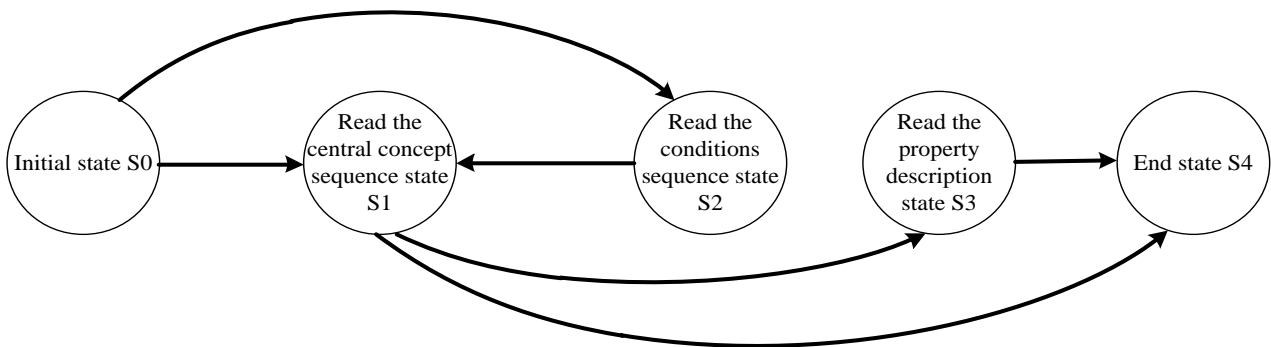 Initial state S0
Read the
central concept
sequence state
S1
Read the
conditions
sequence state
S2
Read the
property
description
state S3
End state S4